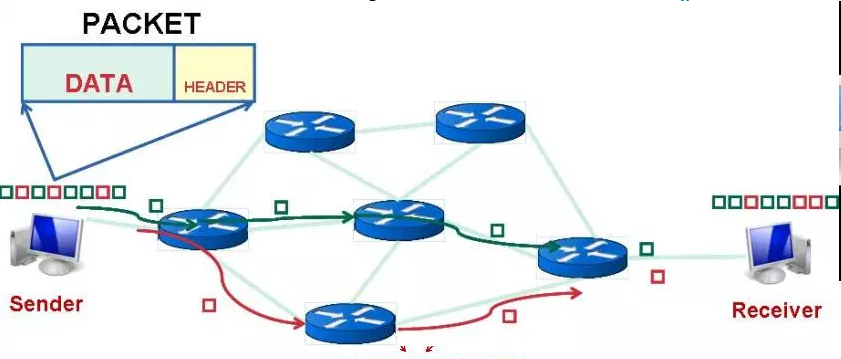 PACKET
DATA
HEADER
Sender
Receiver